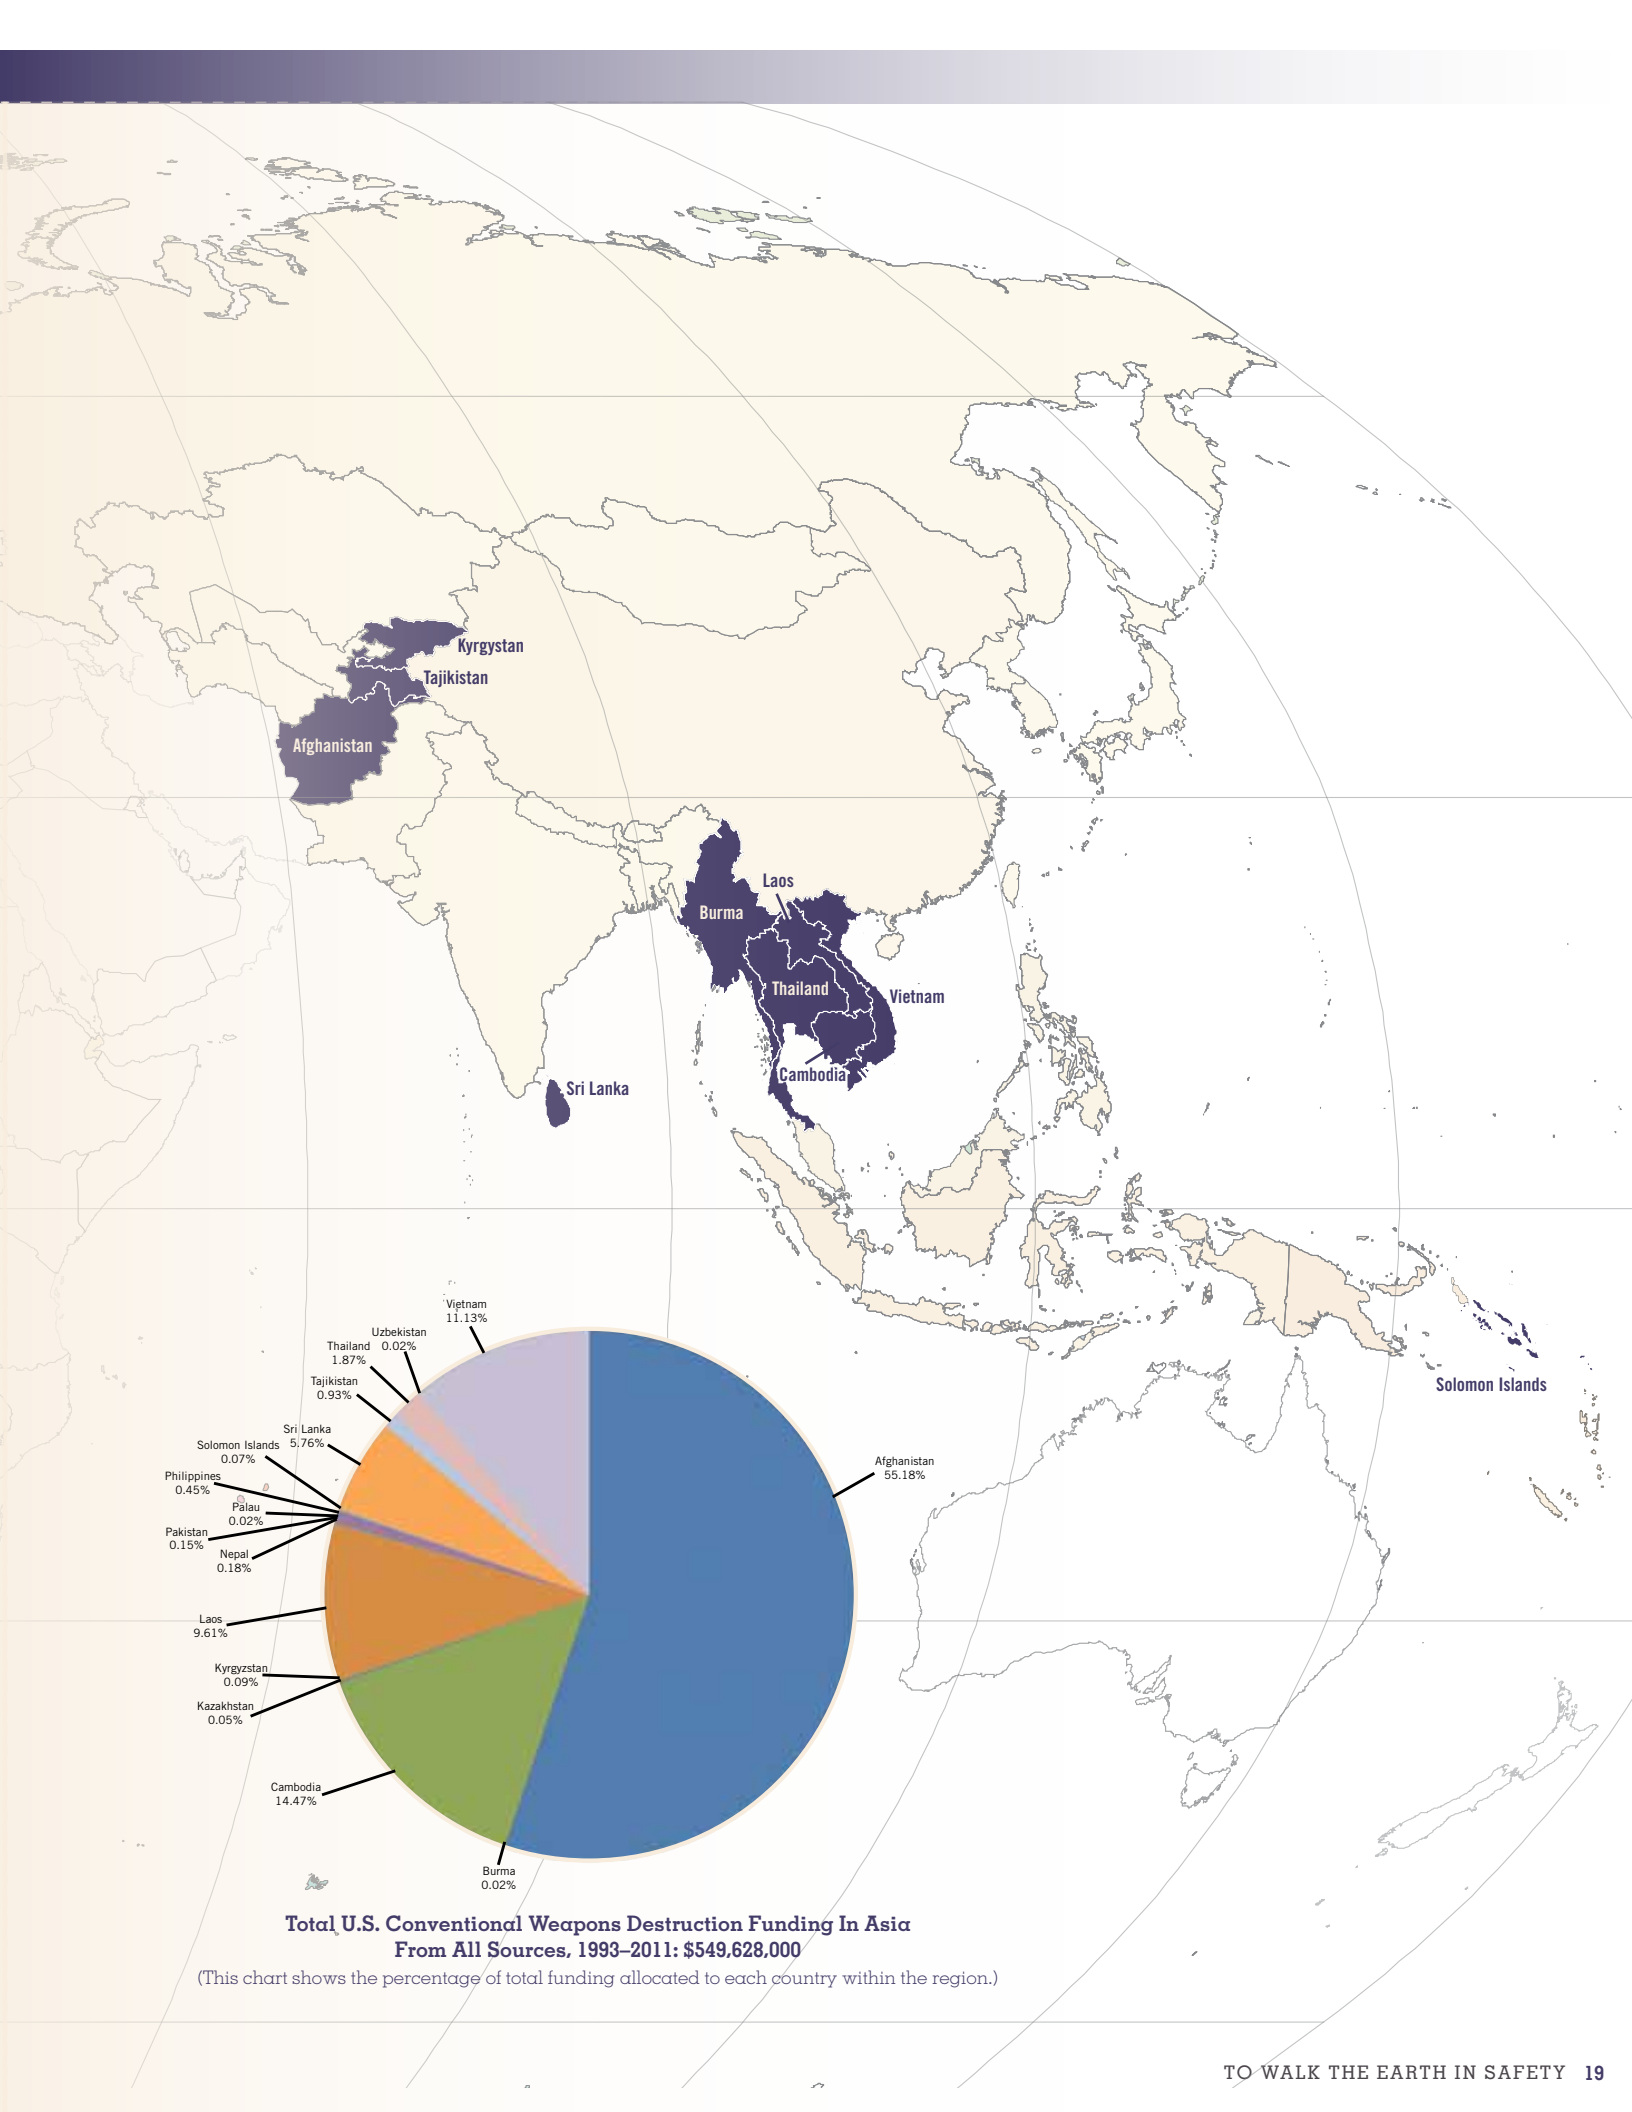 Kyrgystan
Tajikistan
Afghanistan
Laos
Burma
Thailand
Vietnam
Cambodia
Sri Lanka
Solomon Islands
Vietnam
11.13%
Uzbekistan
0.02%
Thailand
1.87%
Tajikistan
0.93%
Sri Lanka
5.76%
Solomon Islands
0.07%
Philippines
0.45%
Palau
0.02%
Pakistan
0.15%
Nepal
0.18%
Laos
9.61%
Kyrgyzstan
0.09%
Kazakhstan
0.05%
Cambodia
14.47%
Burma
0.02%
Afghanistan
55.18%
Total U.S. Conventional Weapons Destruction Funding In Asia
From All Sources, 1993–2011: $549,628,000
(This chart shows the percentage of total funding allocated to each country within the region.)
TO WALK THE EARTH IN SAFETY 19